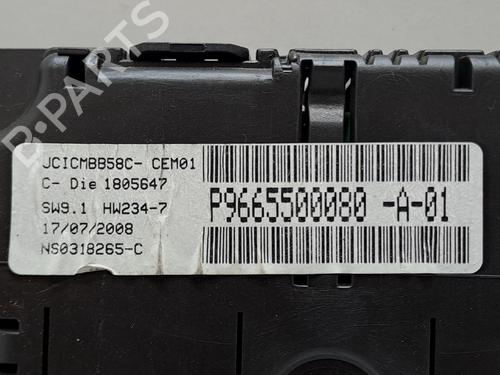 JCICMBB58C- CEM01
C- Die 1805647
SW9.1 HW234-7
17/07/2008
NS0318265-C
P9665500080 -A-01
B-PARTS